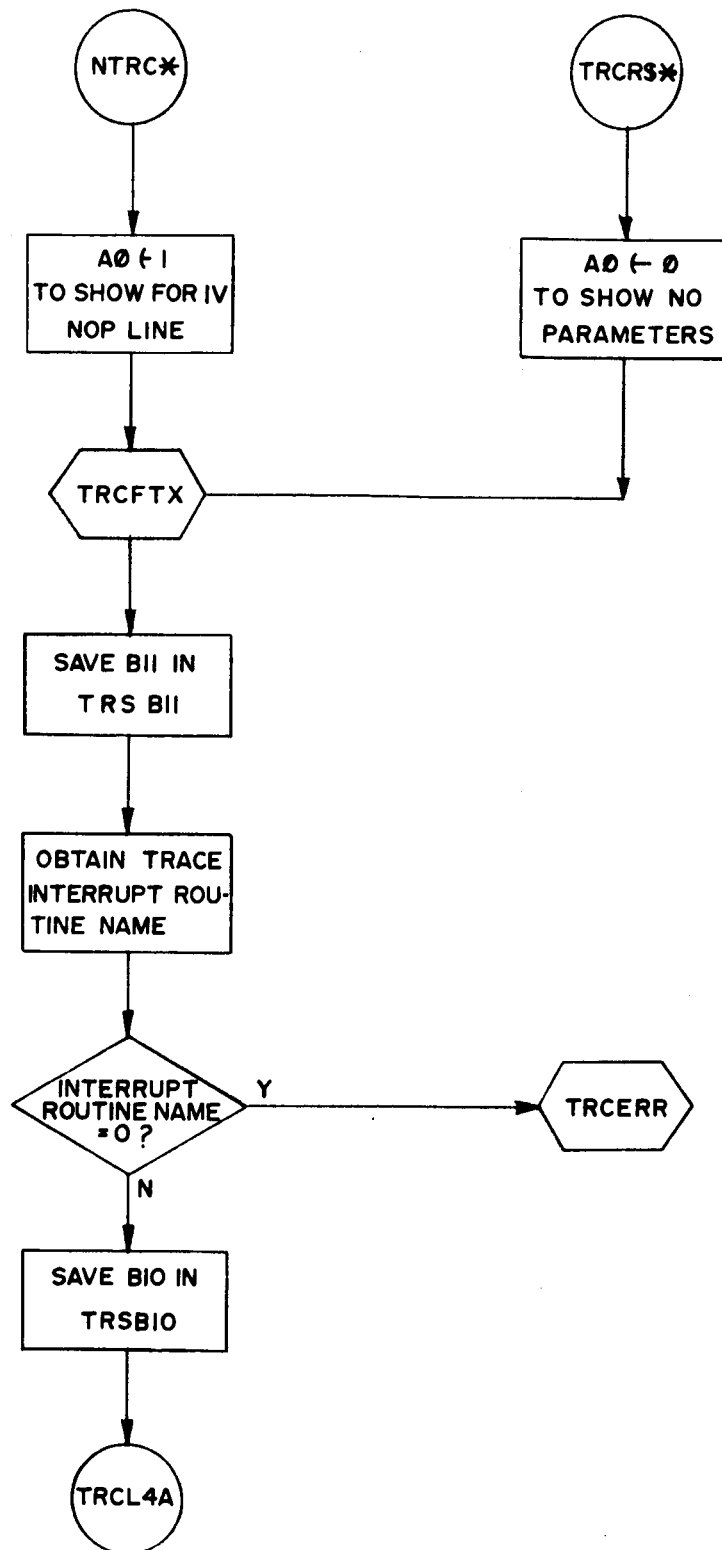 NTRC*
TRCR$*
AØ ← 1
TO SHOW FOR IV
NOP LINE
AØ ← Ø
TO SHOW NO
PARAMETERS
TRCFTX
SAVE B11 IN
TRS B11
OBTAIN TRACE
INTERRUPT ROU-
TINE NAME
INTERRUPT
ROUTINE NAME
=0 ?
Y
TRCERR
N
SAVE B10 IN
TRSB10
TRCL4A